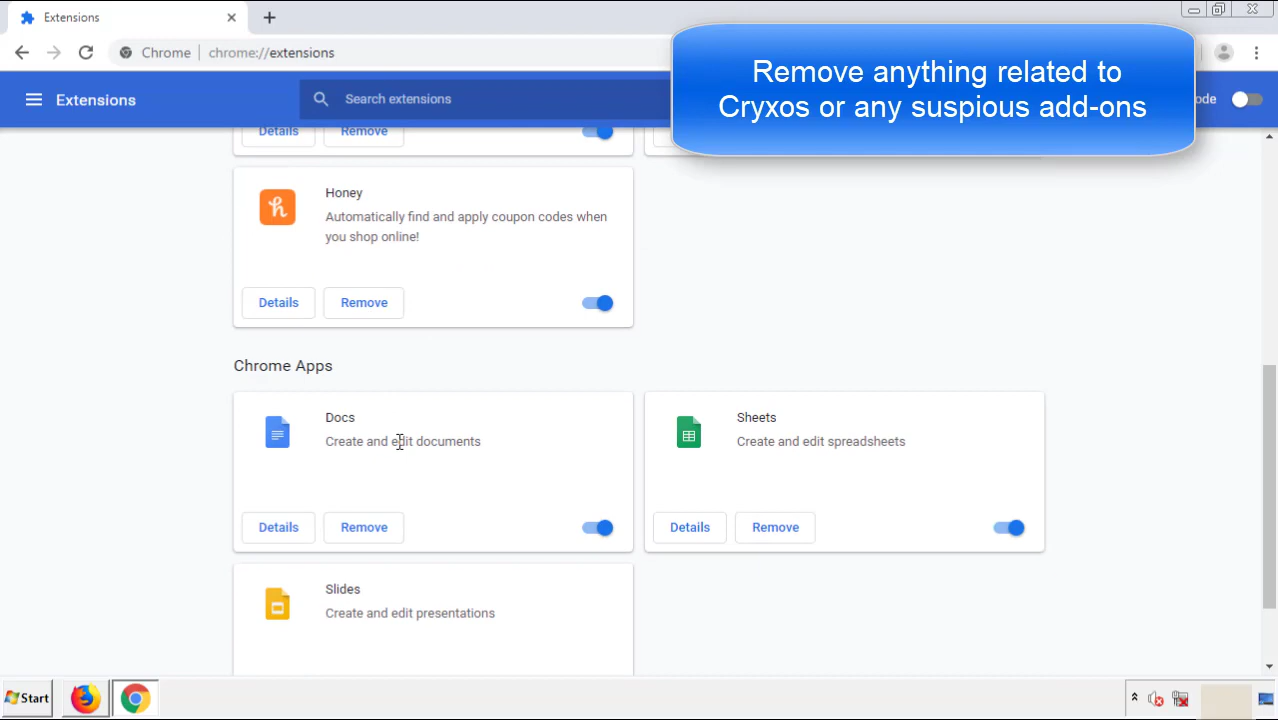 Extensions
Chrome
chrome://extensions
Remove anything related to
Cryxos or any suspious add-ons
Extensions
Search extensions
ode
Details
Remove
Honey
Automatically find and apply coupon codes when
you shop online!
Details
Remove
Chrome Apps
Docs
Create and edit documents
Details
Remove
Sheets
Create and edit spreadsheets
Details
Remove
Slides
Create and edit presentations
Start